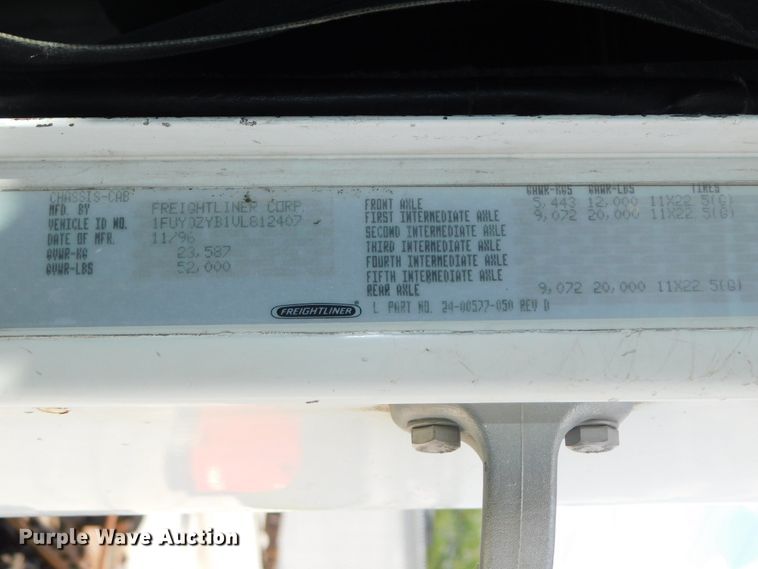 CHASSIS-CAB
MFD. BY FREIGHTLINER CORP
VEHICLE ID NO. 1FUYDZYB1VL812407
DATE OF MFR. 11/96
GVWR-KG 23,587
GVWR-LBS 52,000
GAWR-KGS GAWR-LBS TIRES
FRONT AXLE 5,443 12,000 11X22.5(G)
FIRST INTERMEDIATE AXLE 9,072 20,000 11X22.5(G)
SECOND INTERMEDIATE AXLE
THIRD INTERMEDIATE AXLE
FOURTH INTERMEDIATE AXLE
FIFTH INTERMEDIATE AXLE
REAR AXLE 9,072 20,000 11X22.5(G)
FREIGHTLINER L PART NO. 24-00577-050 REV D
Purple Wave Auction